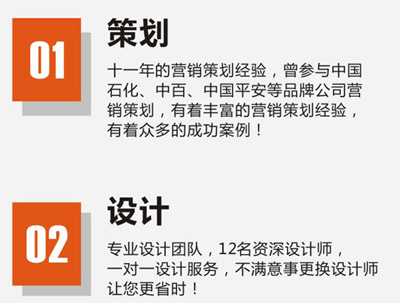 01
策划
十一年的营销策划经验，曾参与中国
石化、中百、中国平安等品牌公司营
销策划，有着丰富的营销策划经验，
有着众多的成功案例！
02
设计
专业设计团队，12名资深设计师，
一对一设计服务，不满意事更换设计师
让您更省时！